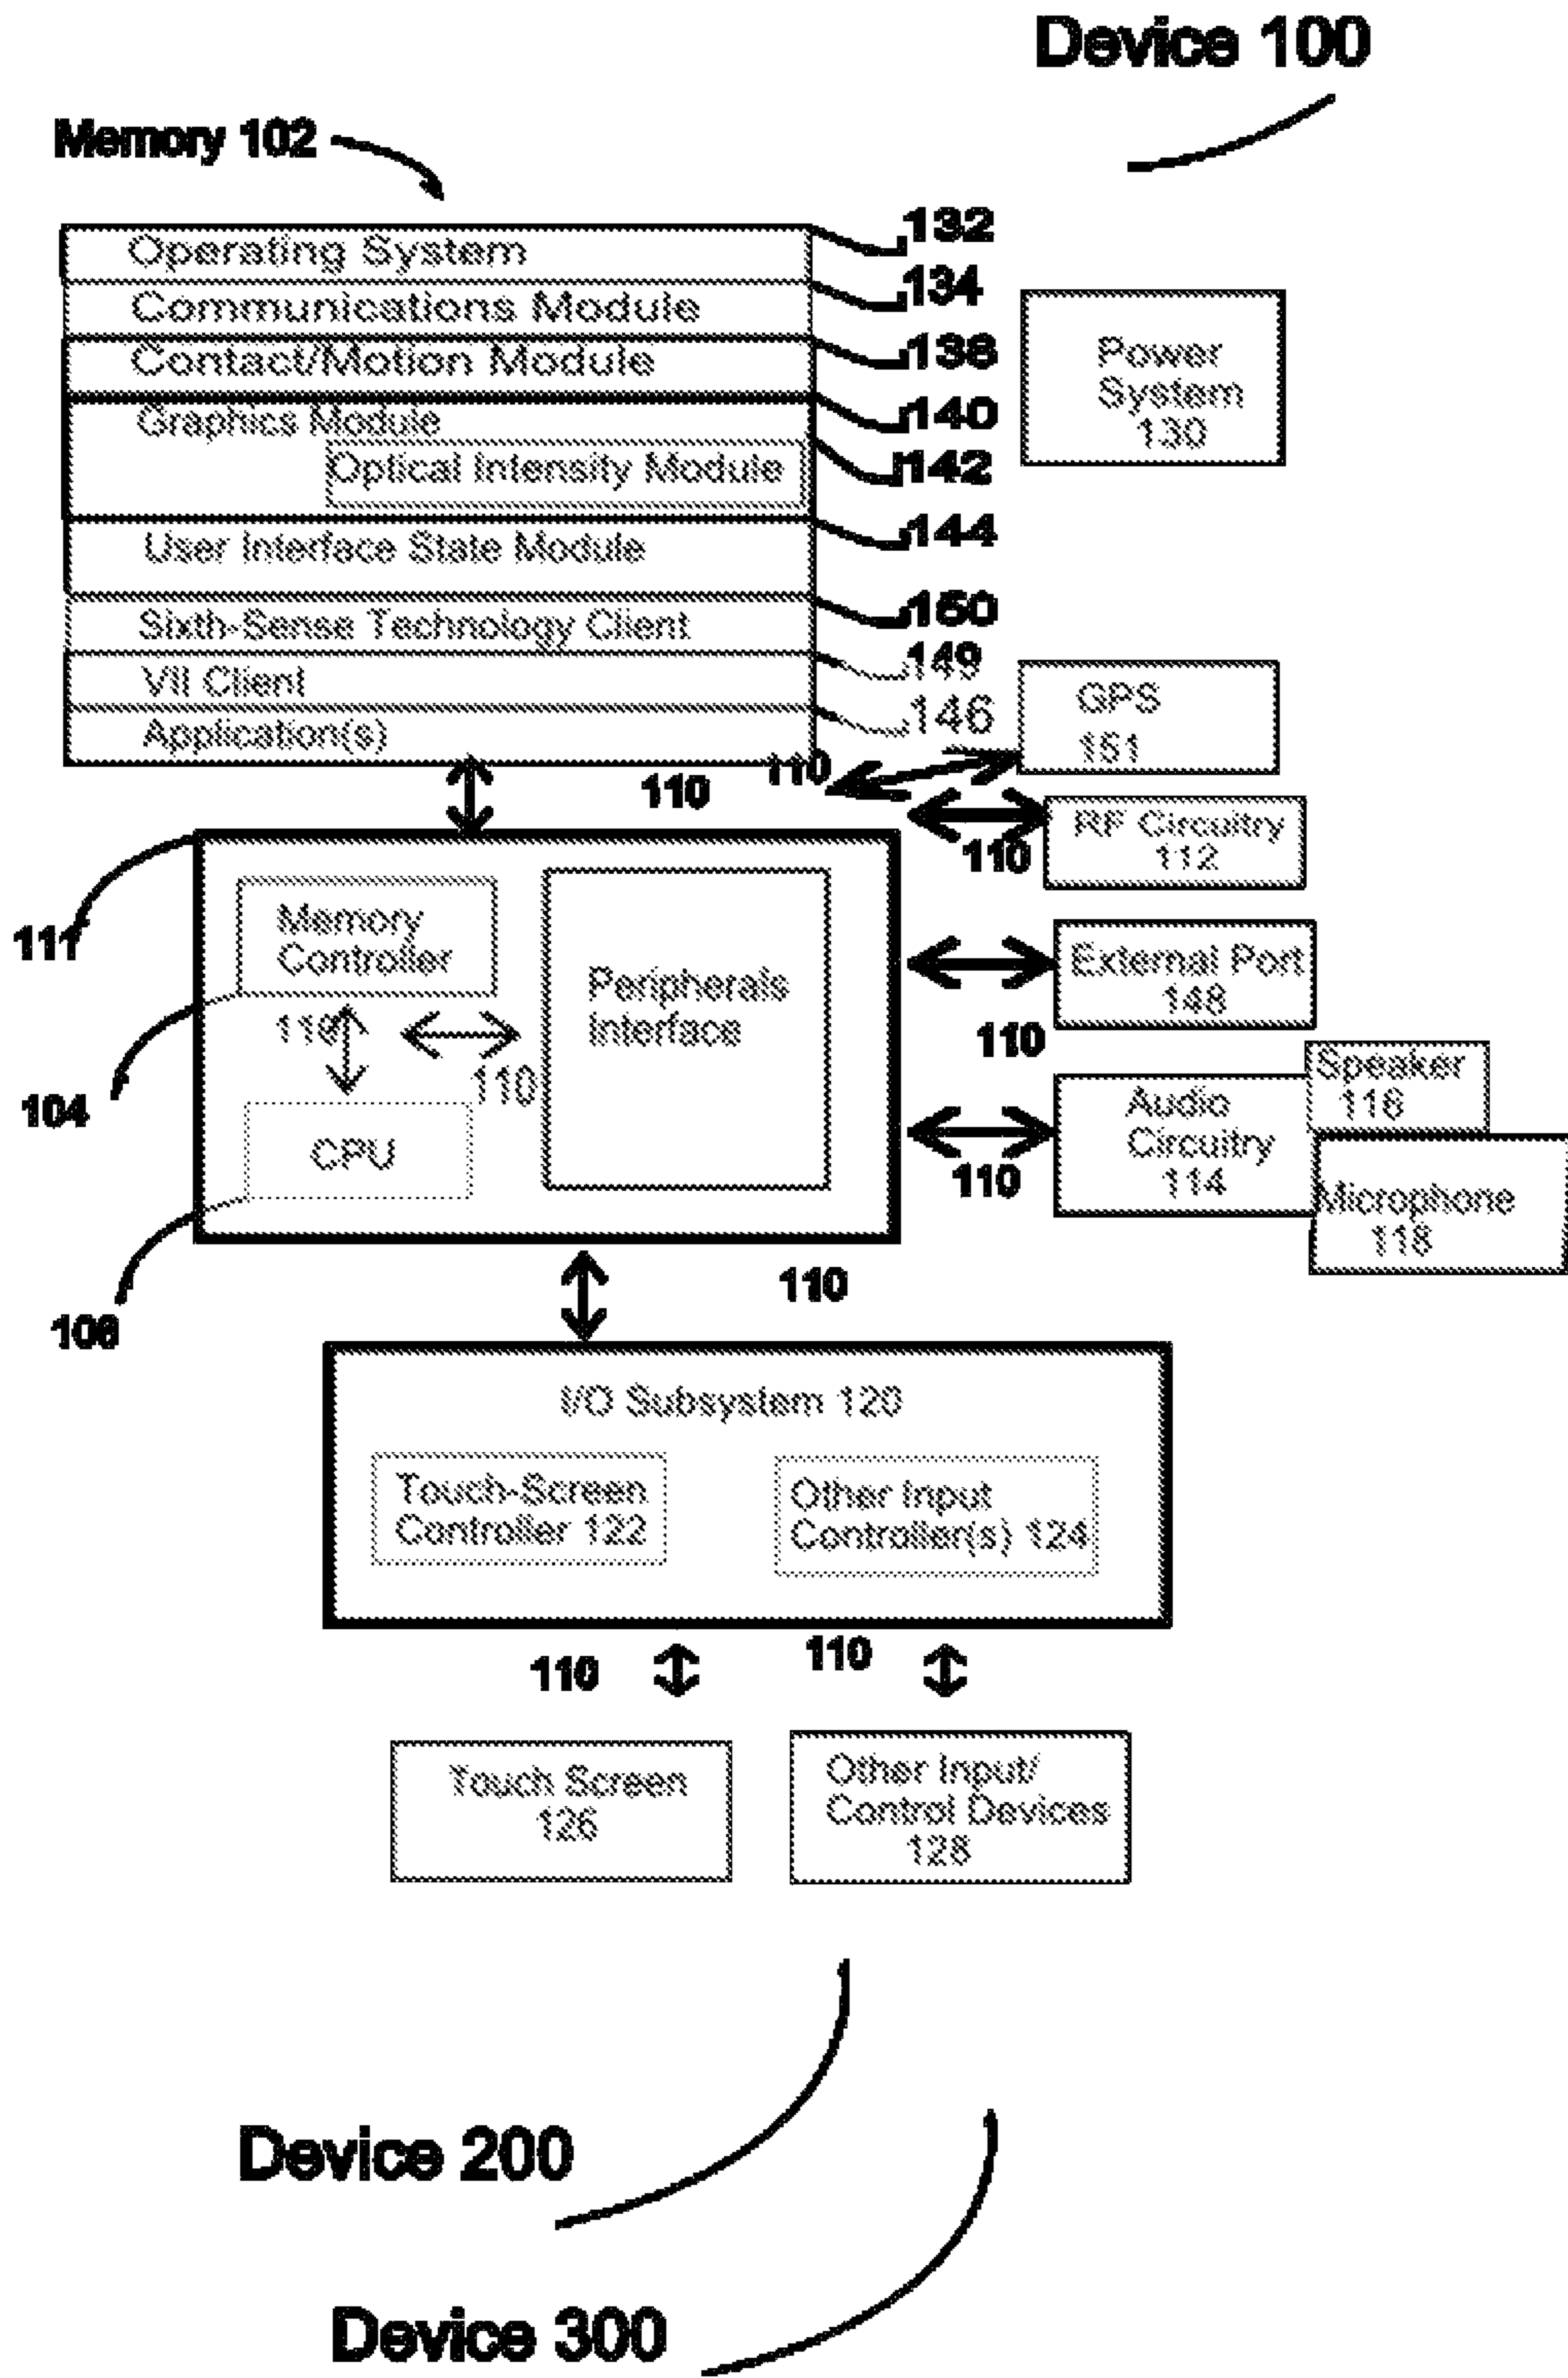 Device 100
Memory 102
Operating System
132
Communications Module
134
Contact/Motion Module
138
Graphics Module
140
Optical Intensity Module
142
User Interface State Module
144
Sixth-Sense Technology Client
150
VII Client
149
Application(s)
146
Power
System
130
GPS
151
110
110
RF Circuitry
112
110
111
Memory
Controller
Peripherals
Interface
External Port
148
110
110
110
104
CPU
Audio
Circuitry
114
Speaker
116
Microphone
118
110
106
110
I/O Subsystem 120
Touch-Screen
Controller 122
Other Input
Controller(s) 124
110
110
Touch Screen
126
Other Input/
Control Devices
128
Device 200
Device 300